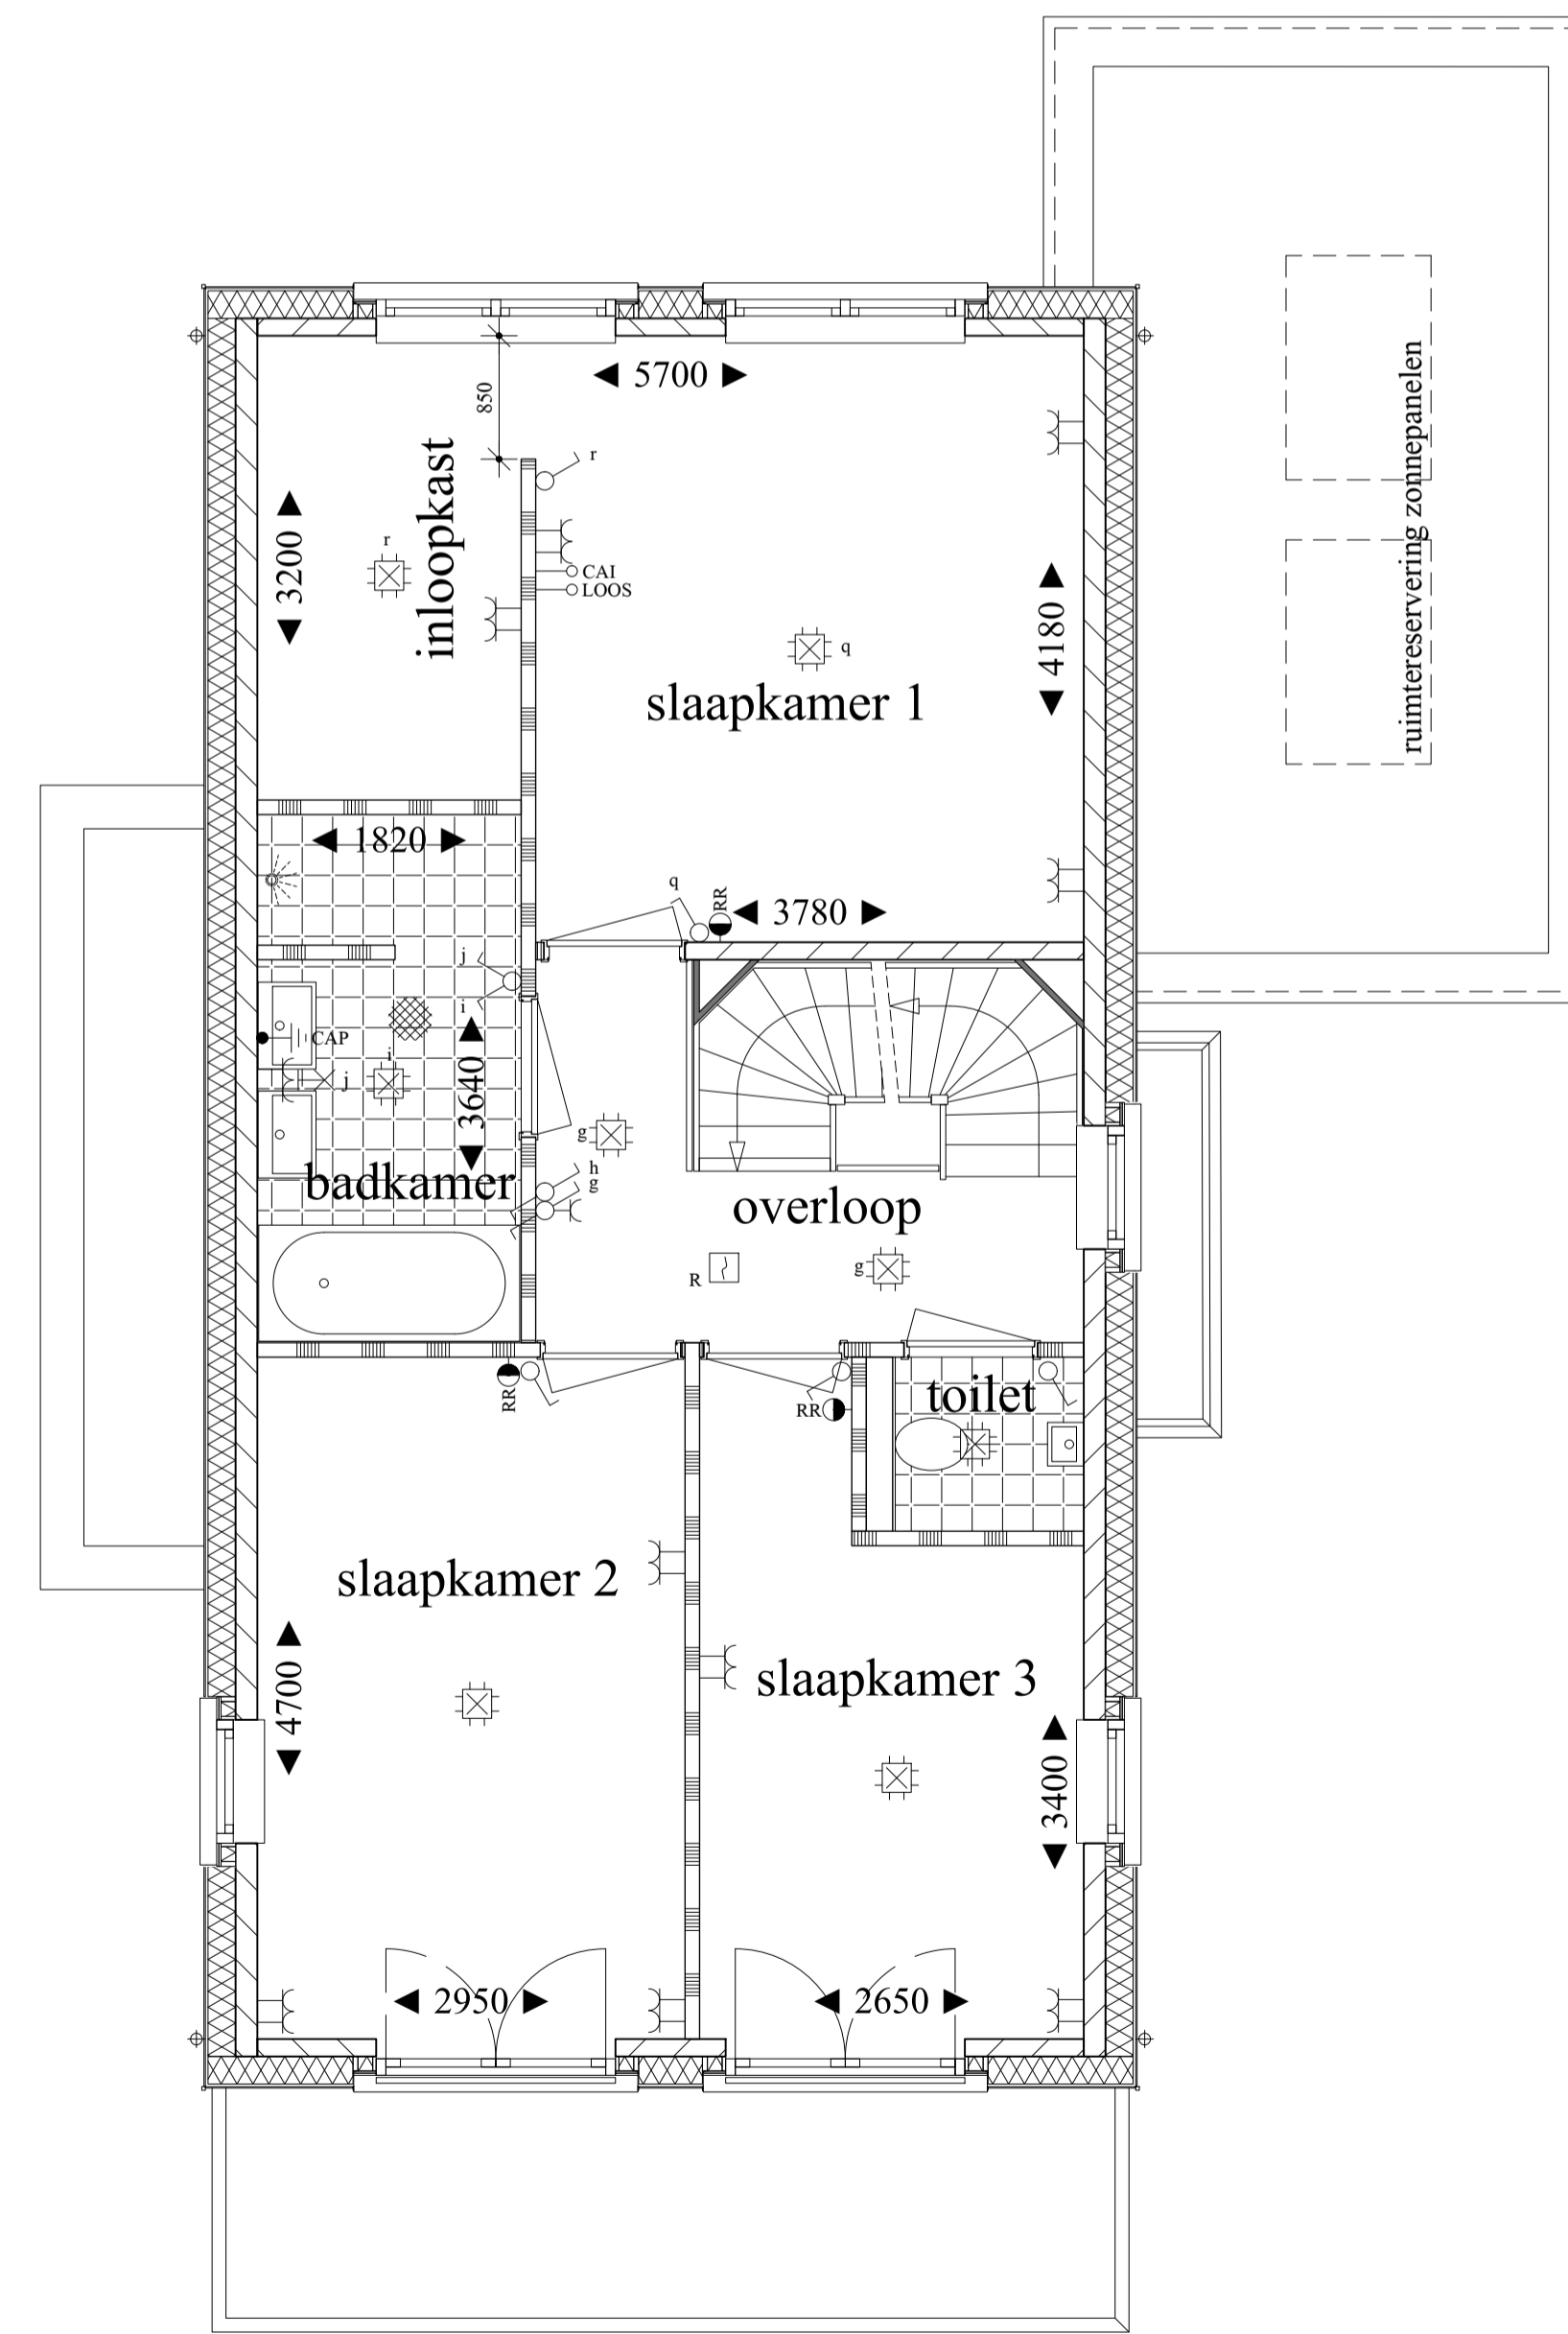 5700
850
r
inloopkast
3200
r
CAI
LOOS
4180
q
slaapkamer 1
ruimtereservering zonnepanelen
1820
q
RR
3780
j
i
CAP
i
j
3640
g
h
g
badkamer
overloop
R
g
RR
RR
toilet
slaapkamer 2
slaapkamer 3
4700
3400
2950
2650